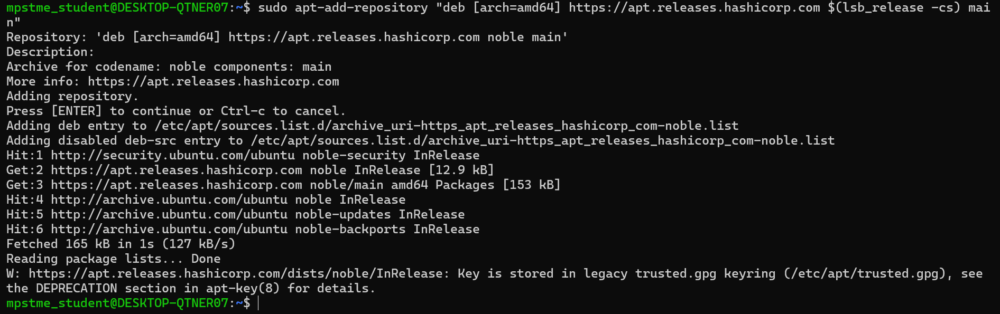 mpstme_student@DESKTOP-QTNER07:~$ sudo apt-add-repository "deb [arch=amd64] https://apt.releases.hashicorp.com $(lsb_release -cs) mai
n"
Repository: 'deb [arch=amd64] https://apt.releases.hashicorp.com noble main'
Description:
Archive for codename: noble components: main
More info: https://apt.releases.hashicorp.com
Adding repository.
Press [ENTER] to continue or Ctrl-c to cancel.
Adding deb entry to /etc/apt/sources.list.d/archive_uri-https_apt_releases_hashicorp_com-noble.list
Adding disabled deb-src entry to /etc/apt/sources.list.d/archive_uri-https_apt_releases_hashicorp_com-noble.list
Hit:1 http://security.ubuntu.com/ubuntu noble-security InRelease
Get:2 https://apt.releases.hashicorp.com noble InRelease [12.9 kB]
Get:3 https://apt.releases.hashicorp.com noble/main amd64 Packages [153 kB]
Hit:4 http://archive.ubuntu.com/ubuntu noble InRelease
Hit:5 http://archive.ubuntu.com/ubuntu noble-updates InRelease
Hit:6 http://archive.ubuntu.com/ubuntu noble-backports InRelease
Fetched 165 kB in 1s (127 kB/s)
Reading package lists... Done
W: https://apt.releases.hashicorp.com/dists/noble/InRelease: Key is stored in legacy trusted.gpg keyring (/etc/apt/trusted.gpg), see
the DEPRECATION section in apt-key(8) for details.
mpstme_student@DESKTOP-QTNER07:~$